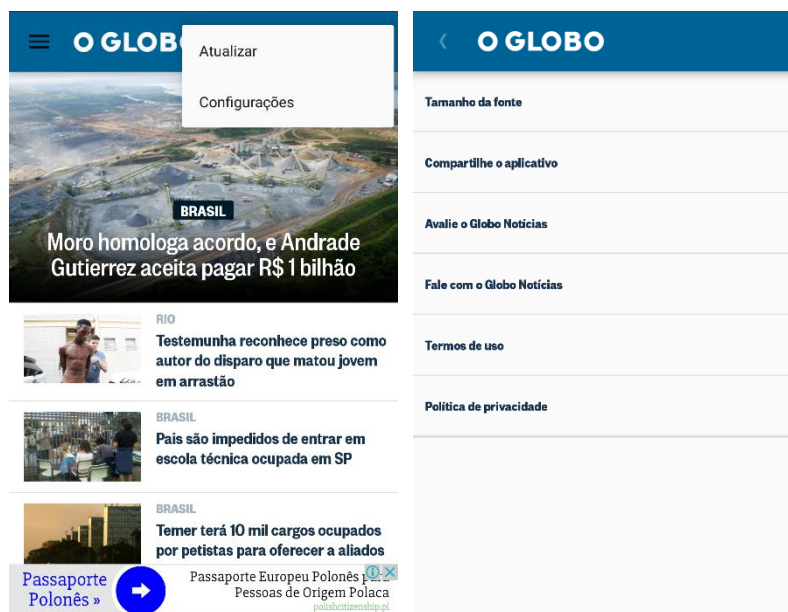 O GLOB
Atualizar
Configurações
BRASIL
Moro homologa acordo, e Andrade
Gutierrez aceita pagar R$ 1 bilhão
RIO
Testemunha reconhece preso como
autor do disparo que matou jovem
em arrastão
BRASIL
Pais são impedidos de entrar em
escola técnica ocupada em SP
BRASIL
Temer terá 10 mil cargos ocupados
por petistas para oferecer a aliados
Passaporte
Polonês »
Passaporte Europeu Polonês para
Pessoas de Origem Polaca
polishcitizenship.pl
O GLOBO
Tamanho da fonte
Compartilhe o aplicativo
Avalie o Globo Notícias
Fale com o Globo Notícias
Termos de uso
Política de privacidade